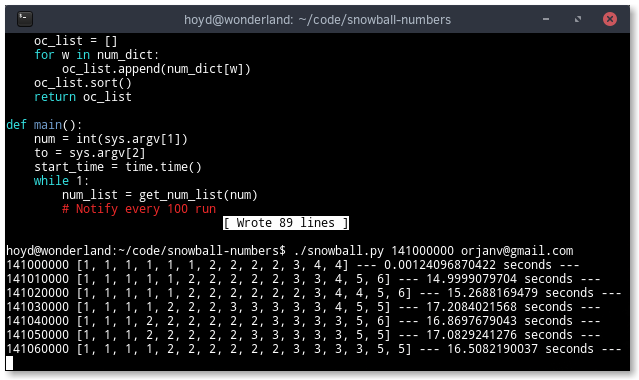 hoyd@wonderland: ~/code/snowball-numbers
    oc_list = []
    for w in num_dict:
        oc_list.append(num_dict[w])
    oc_list.sort()
    return oc_list

def main():
    num = int(sys.argv[1])
    to = sys.argv[2]
    start_time = time.time()
    while 1:
        num_list = get_num_list(num)
        # Notify every 100 run
[ Wrote 89 lines ]

hoyd@wonderland:~/code/snowball-numbers$ ./snowball.py 141000000 orjanv@gmail.com
141000000 [1, 1, 1, 1, 1, 1, 2, 2, 2, 2, 3, 4, 4] --- 0.00124096870422 seconds ---
141010000 [1, 1, 1, 1, 1, 2, 2, 2, 2, 2, 3, 3, 4, 5, 6] --- 14.9999079704 seconds ---
141020000 [1, 1, 1, 1, 1, 2, 2, 2, 2, 2, 2, 3, 4, 4, 5, 6] --- 15.2688169479 seconds ---
141030000 [1, 1, 1, 1, 2, 2, 2, 3, 3, 3, 3, 3, 4, 5, 5] --- 17.2084021568 seconds ---
141040000 [1, 1, 1, 2, 2, 2, 2, 2, 2, 3, 3, 3, 3, 5, 6] --- 16.8697679043 seconds ---
141050000 [1, 1, 1, 2, 2, 2, 2, 2, 3, 3, 3, 3, 4, 5, 5] --- 17.0829241276 seconds ---
141060000 [1, 1, 1, 1, 2, 2, 2, 2, 2, 2, 3, 3, 3, 3, 5, 5] --- 16.5082190037 seconds ---